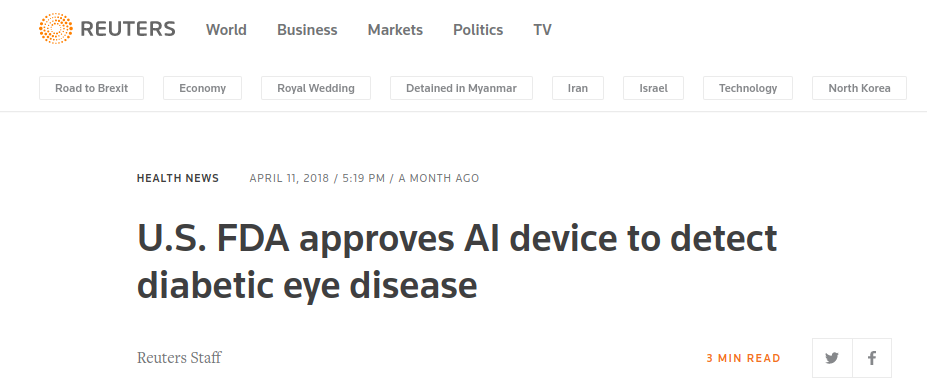 REUTERS World Business Markets Politics TV
Road to Brexit Economy Royal Wedding Detained in Myanmar Iran Israel Technology North Korea
HEALTH NEWS APRIL 11, 2018 / 5:19 PM / A MONTH AGO
U.S. FDA approves AI device to detect
diabetic eye disease
Reuters Staff 3 MIN READ